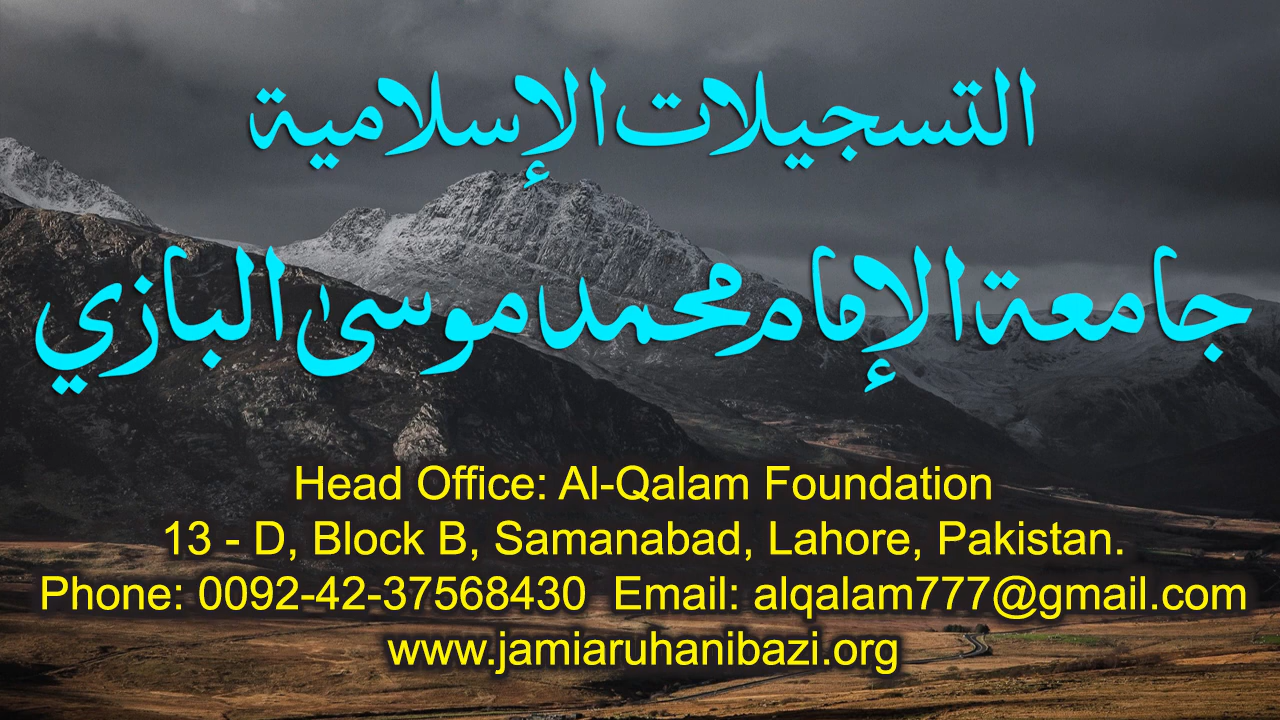 التسجيلات الإسلامية
جامعة الإمام محمد موسىٰ البازي
Head Office: Al-Qalam Foundation
13 - D, Block B, Samanabad, Lahore, Pakistan.
Phone: 0092-42-37568430 Email: alqalam777@gmail.com
www.jamiaruhanibazi.org